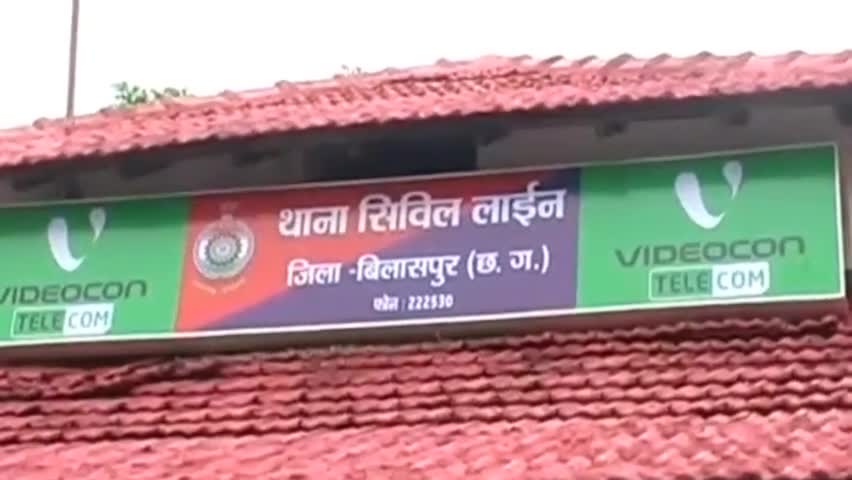 थाना सिविल लाईन
जिला -बिलासपुर (छ. ग.)
फोन : 222530
VIDEOCON
TELECOM
VIDEOCON
TELECOM